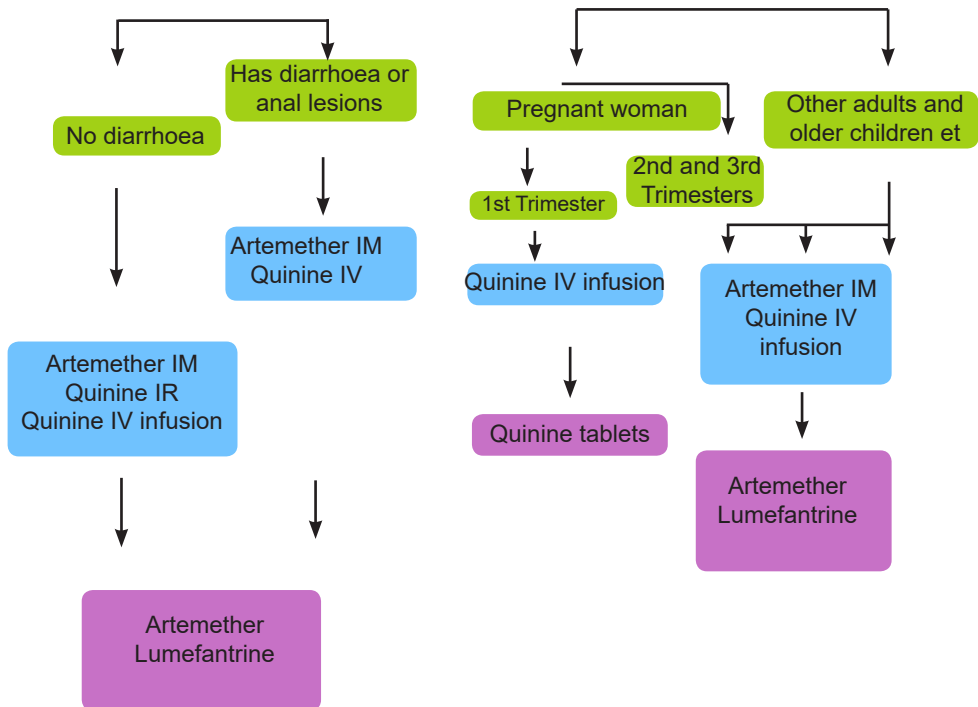 Has diarrhoea or
anal lesions
No diarrhoea
Artemether IM
Quinine IV
Artemether IM
Quinine IR
Quinine IV infusion
Artemether
Lumefantrine
Pregnant woman
Other adults and
older children et
1st Trimester
2nd and 3rd
Trimesters
Quinine IV infusion
Artemether IM
Quinine IV
infusion
Quinine tablets
Artemether
Lumefantrine